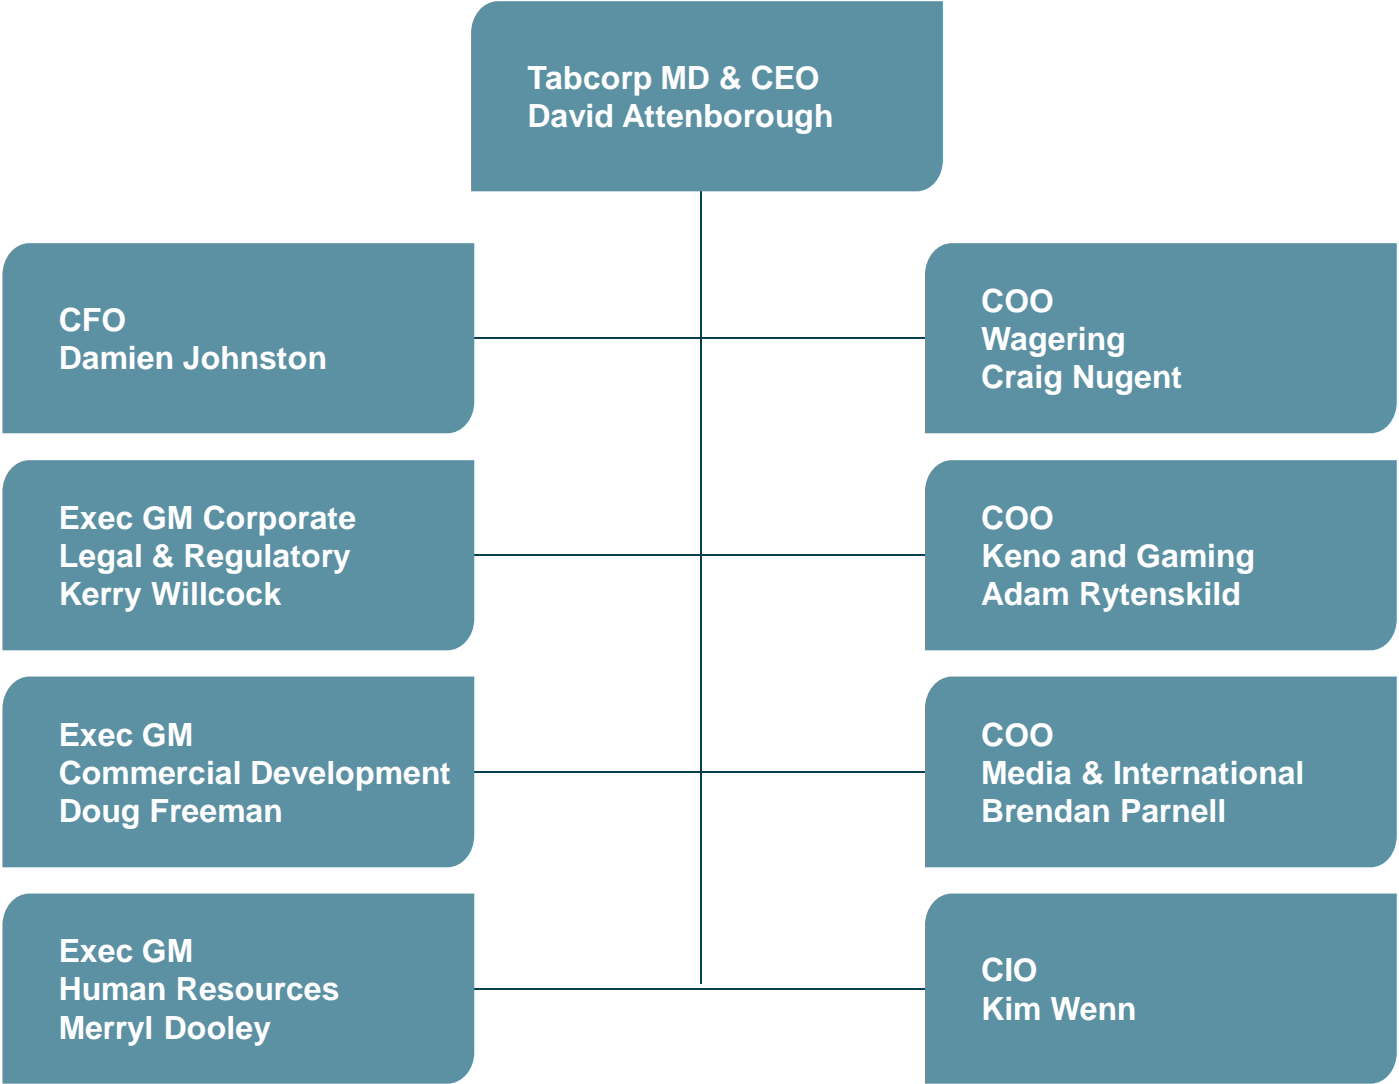 Tabcorp MD & CEO
David Attenborough
CFO
Damien Johnston
COO
Wagering
Craig Nugent
Exec GM Corporate
Legal & Regulatory
Kerry Willcock
COO
Keno and Gaming
Adam Rytenskild
Exec GM
Commercial Development
Doug Freeman
COO
Media & International
Brendan Parnell
Exec GM
Human Resources
Merryl Dooley
CIO
Kim Wenn